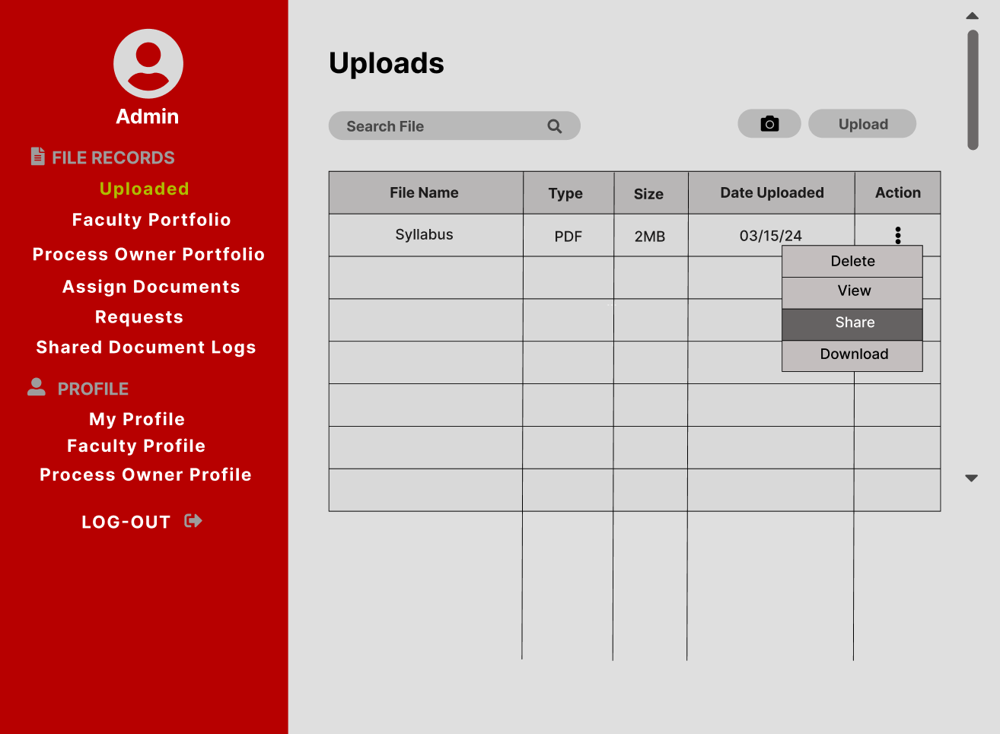 Admin
FILE RECORDS
Uploaded
Faculty Portfolio
Process Owner Portfolio
Assign Documents
Requests
Shared Document Logs
PROFILE
My Profile
Faculty Profile
Process Owner Profile
LOG-OUT
Uploads
Search File
Upload
File Name Type Size Date Uploaded Action
Syllabus PDF 2MB 03/15/24
Delete
View
Share
Download